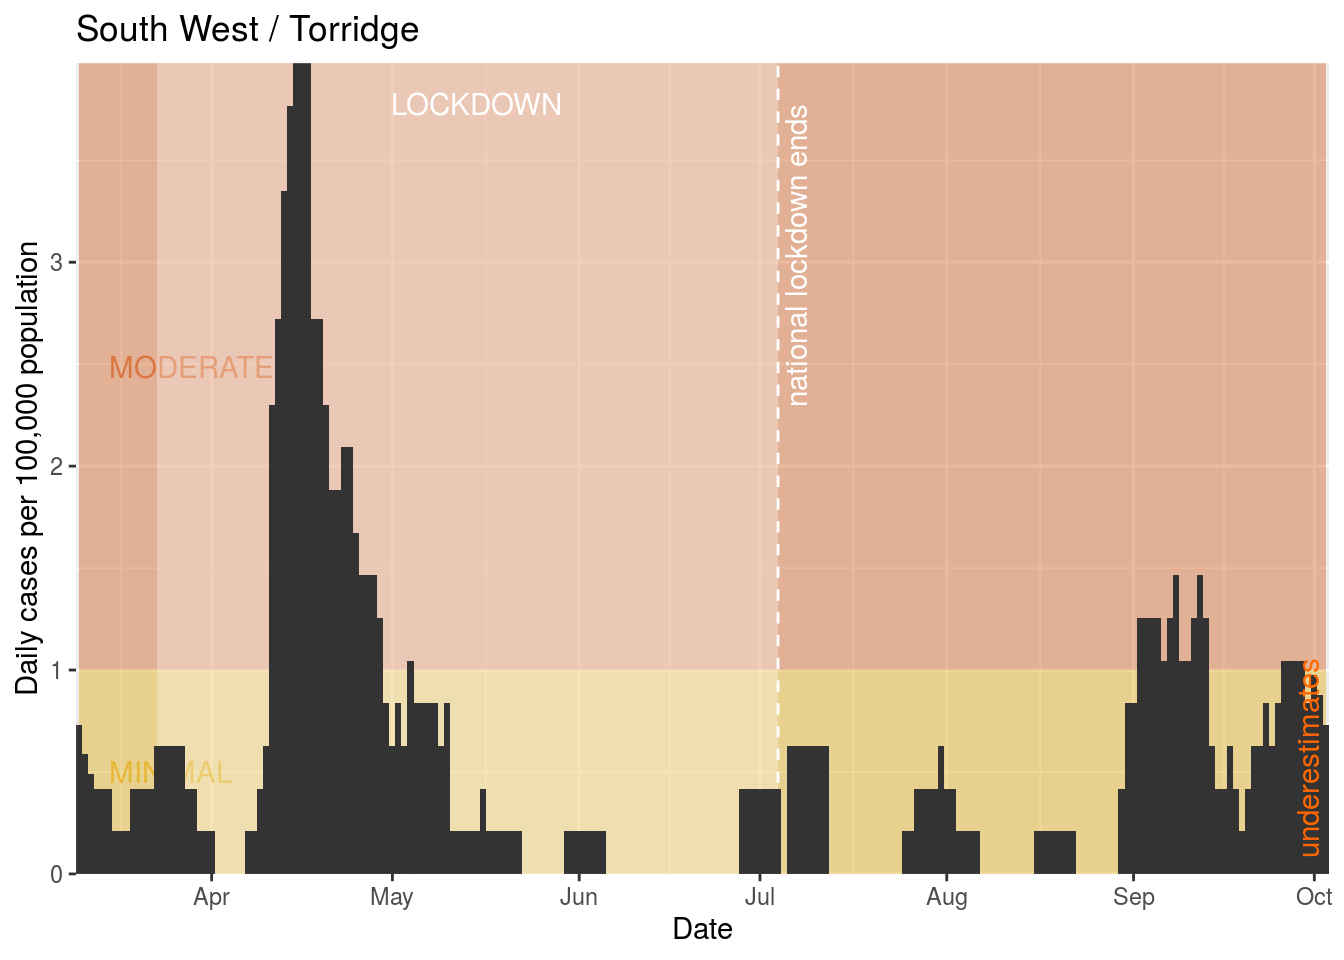 South West / Torridge
Daily cases per 100,000 population
3
2
1
0
LOCKDOWN
MODERATE
MINIMAL
national lockdown ends
underestimates
Apr
May
Jun
Jul
Aug
Sep
Oct
Date